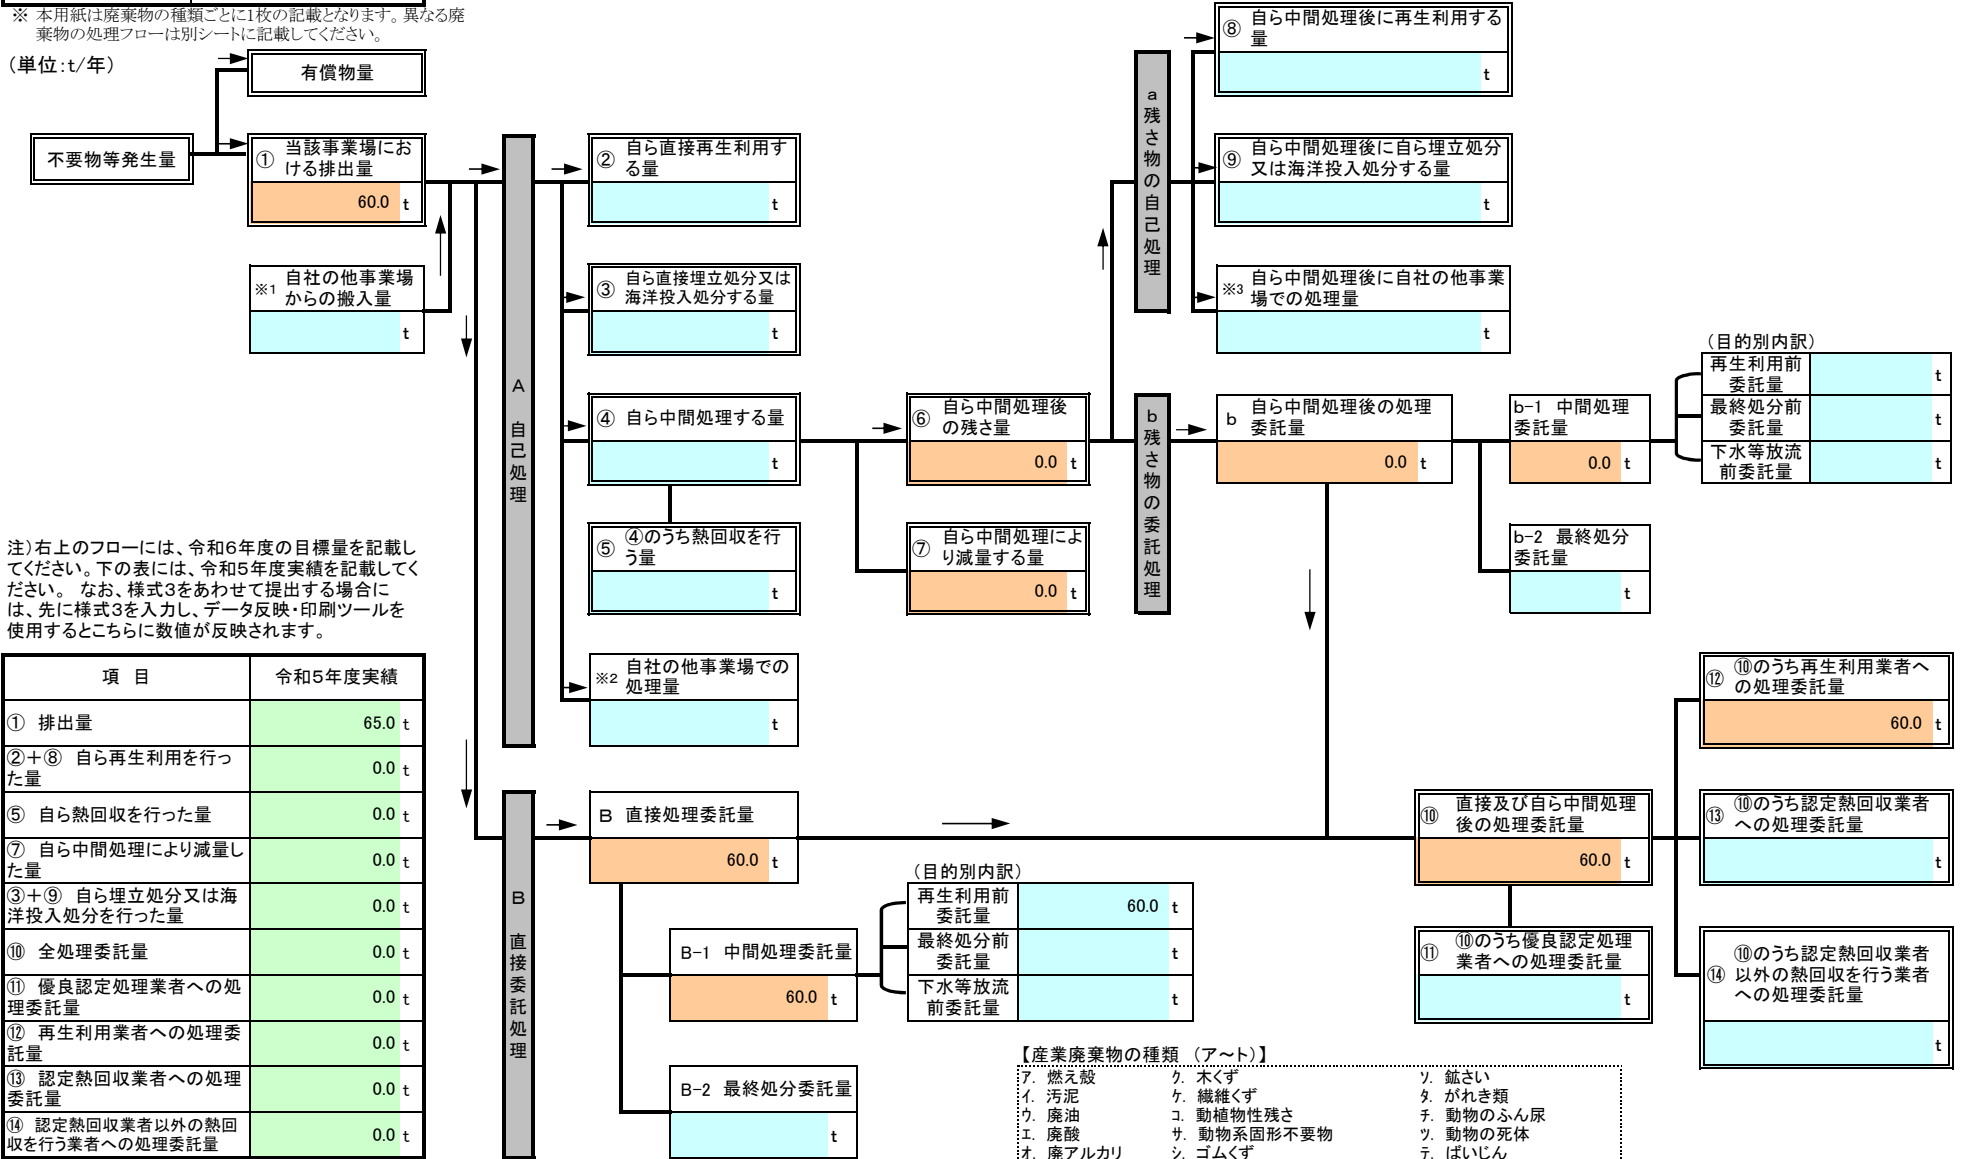 ※ 本用紙は廃棄物の種類ごとに1枚の記載となります。異なる廃
棄物の処理フローは別シートに記載してください。
（単位:t/年）
有償物量
不要物等発生量
① 当該事業場にお
ける排出量
60.0 t
※1 自社の他事業場
からの搬入量
t
A 自己処理
② 自ら直接再生利用す
る量
t
③ 自ら直接埋立処分又は
海洋投入処分する量
t
④ 自ら中間処理する量
t
⑤ ④のうち熱回収を行
う量
t
※2 自社の他事業場での
処理量
t
⑥ 自ら中間処理後
の残さ量
0.0 t
⑦ 自ら中間処理によ
り減量する量
0.0 t
a 残さ物の自己処理
⑧ 自ら中間処理後に再生利用する
量
t
⑨ 自ら中間処理後に自ら埋立処分
又は海洋投入処分する量
t
※3 自ら中間処理後に自社の他事業
場での処理量
t
b 残さ物の委託処理
b 自ら中間処理後の処理
委託量
0.0 t
b-1 中間処理
委託量
0.0 t
b-2 最終処分
委託量
t
（目的別内訳）
再生利用前
委託量
t
最終処分前
委託量
t
下水等放流
前委託量
t
注）右上のフローには、令和6年度の目標量を記載し
てください。下の表には、令和5年度実績を記載してく
ださい。 なお、様式3をあわせて提出する場合に
は、先に様式3を入力し、データ反映・印刷ツールを
使用するとこちらに数値が反映されます。
項 目 令和5年度実績
① 排出量 65.0 t
②＋⑧ 自ら再生利用を行っ
た量 0.0 t
⑤ 自ら熱回収を行った量 0.0 t
⑦ 自ら中間処理により減量し
た量 0.0 t
③＋⑨ 自ら埋立処分又は海
洋投入処分を行った量 0.0 t
⑩ 全処理委託量 0.0 t
⑪ 優良認定処理業者への処
理委託量 0.0 t
⑫ 再生利用業者への処理委
託量 0.0 t
⑬ 認定熱回収業者への処理
委託量 0.0 t
⑭ 認定熱回収業者以外の熱回
収を行う業者への処理委託量 0.0 t
B 直接委託処理
B 直接処理委託量
60.0 t
B-1 中間処理委託量
60.0 t
B-2 最終処分委託量
t
（目的別内訳）
再生利用前
委託量
60.0 t
最終処分前
委託量
t
下水等放流
前委託量
t
⑩ 直接及び自ら中間処理
後の処理委託量
60.0 t
⑪ ⑩のうち優良認定処理
業者への処理委託量
t
⑫ ⑩のうち再生利用業者へ
の処理委託量
60.0 t
⑬ ⑩のうち認定熱回収業者
への処理委託量
t
⑭ ⑩のうち認定熱回収業者
以外の熱回収を行う業者
への処理委託量
t
【産業廃棄物の種類 （ア～ト）】
ア. 燃え殻 ク. 木くず ソ. 鉱さい
イ. 汚泥 ケ. 繊維くず タ. がれき類
ウ. 廃油 コ. 動植物性残さ チ. 動物のふん尿
エ. 廃酸 サ. 動物系固形不要物 ツ. 動物の死体
オ. 廃アルカリ シ. ゴムくず テ. ばいじん